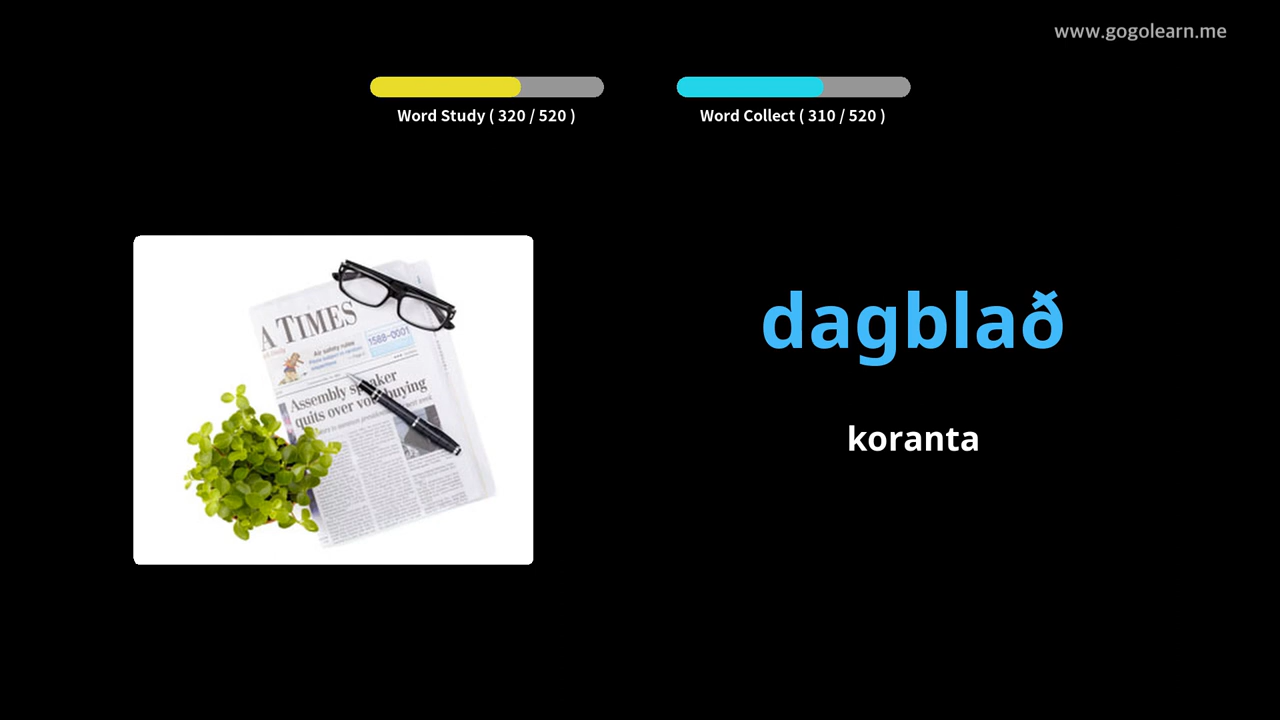 www.gogolearn.me
Word Study ( 320 / 520 )
Word Collect ( 310 / 520 )
A TIMES
Air safety rules
1588-0001
Assembly speaker
quits over vote buying
dagblað
koranta